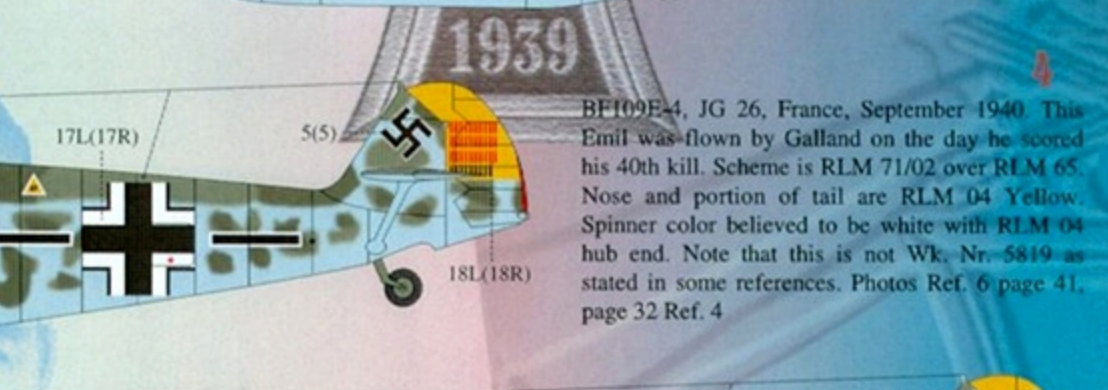 1939
4
17L(17R)
5(5)
18L(18R)
BF109E-4, JG 26, France, September 1940. This
Emil was flown by Galland on the day he scored
his 40th kill. Scheme is RLM 71/02 over RLM 65.
Nose and portion of tail are RLM 04 Yellow.
Spinner color believed to be white with RLM 04
hub end. Note that this is not Wk. Nr. 5819 as
stated in some references. Photos Ref. 6 page 41,
page 32 Ref. 4